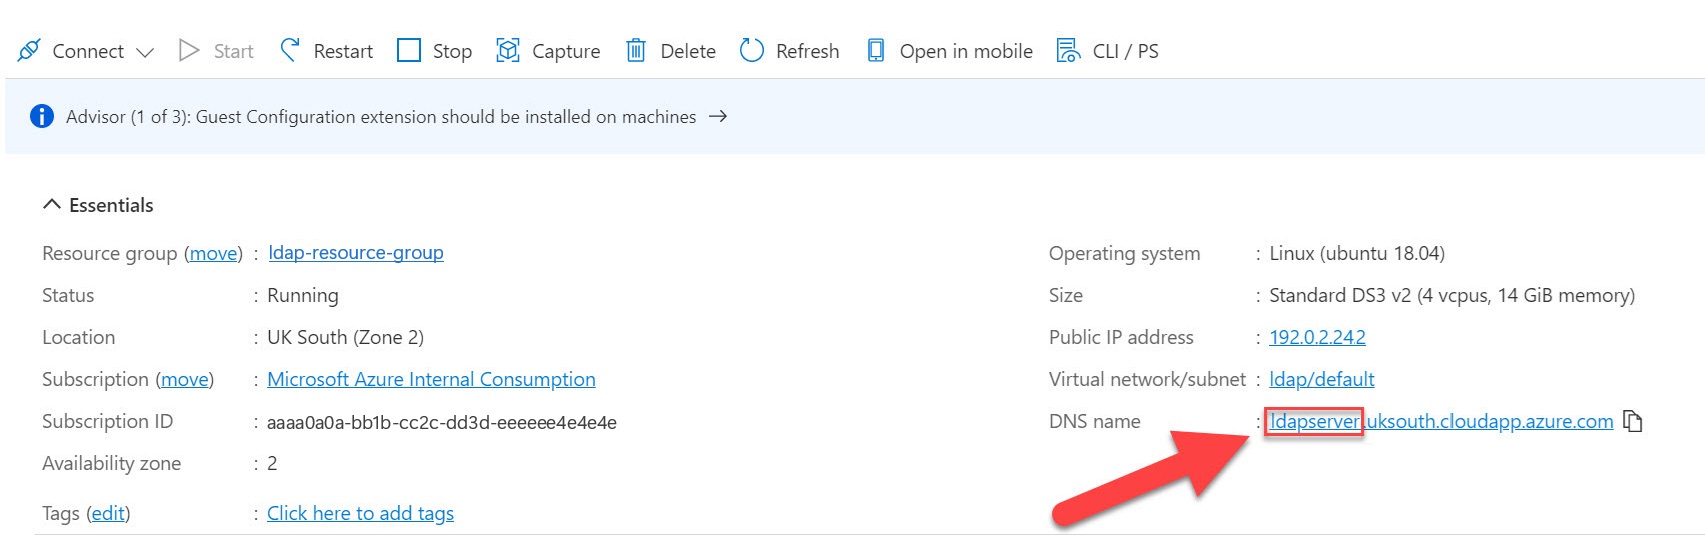 Connect Start Restart Stop Capture Delete Refresh Open in mobile CLI / PS
Advisor (1 of 3): Guest Configuration extension should be installed on machines →
Essentials
Resource group (move) : ldap-resource-group
Status : Running
Location : UK South (Zone 2)
Subscription (move) : Microsoft Azure Internal Consumption
Subscription ID : aaaa0a0a-bb1b-cc2c-dd3d-eeeeee4e4e4e
Availability zone : 2
Tags (edit) : Click here to add tags
Operating system : Linux (ubuntu 18.04)
Size : Standard DS3 v2 (4 vcpus, 14 GiB memory)
Public IP address : 192.0.2.242
Virtual network/subnet : ldap/default
DNS name : ldapserver.uksouth.cloudapp.azure.com